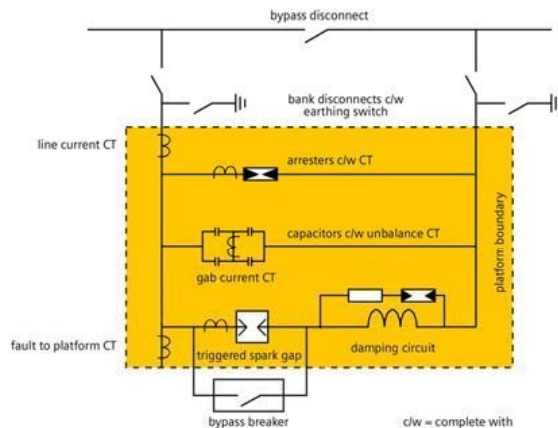 bypass disconnect
bank disconnects c/w
earthing switch
line current CT
arresters c/w CT
capacitors c/w unbalance CT
platform boundary
gab current CT
fault to platform CT
triggered spark gap
damping circuit
bypass breaker
c/w = complete with